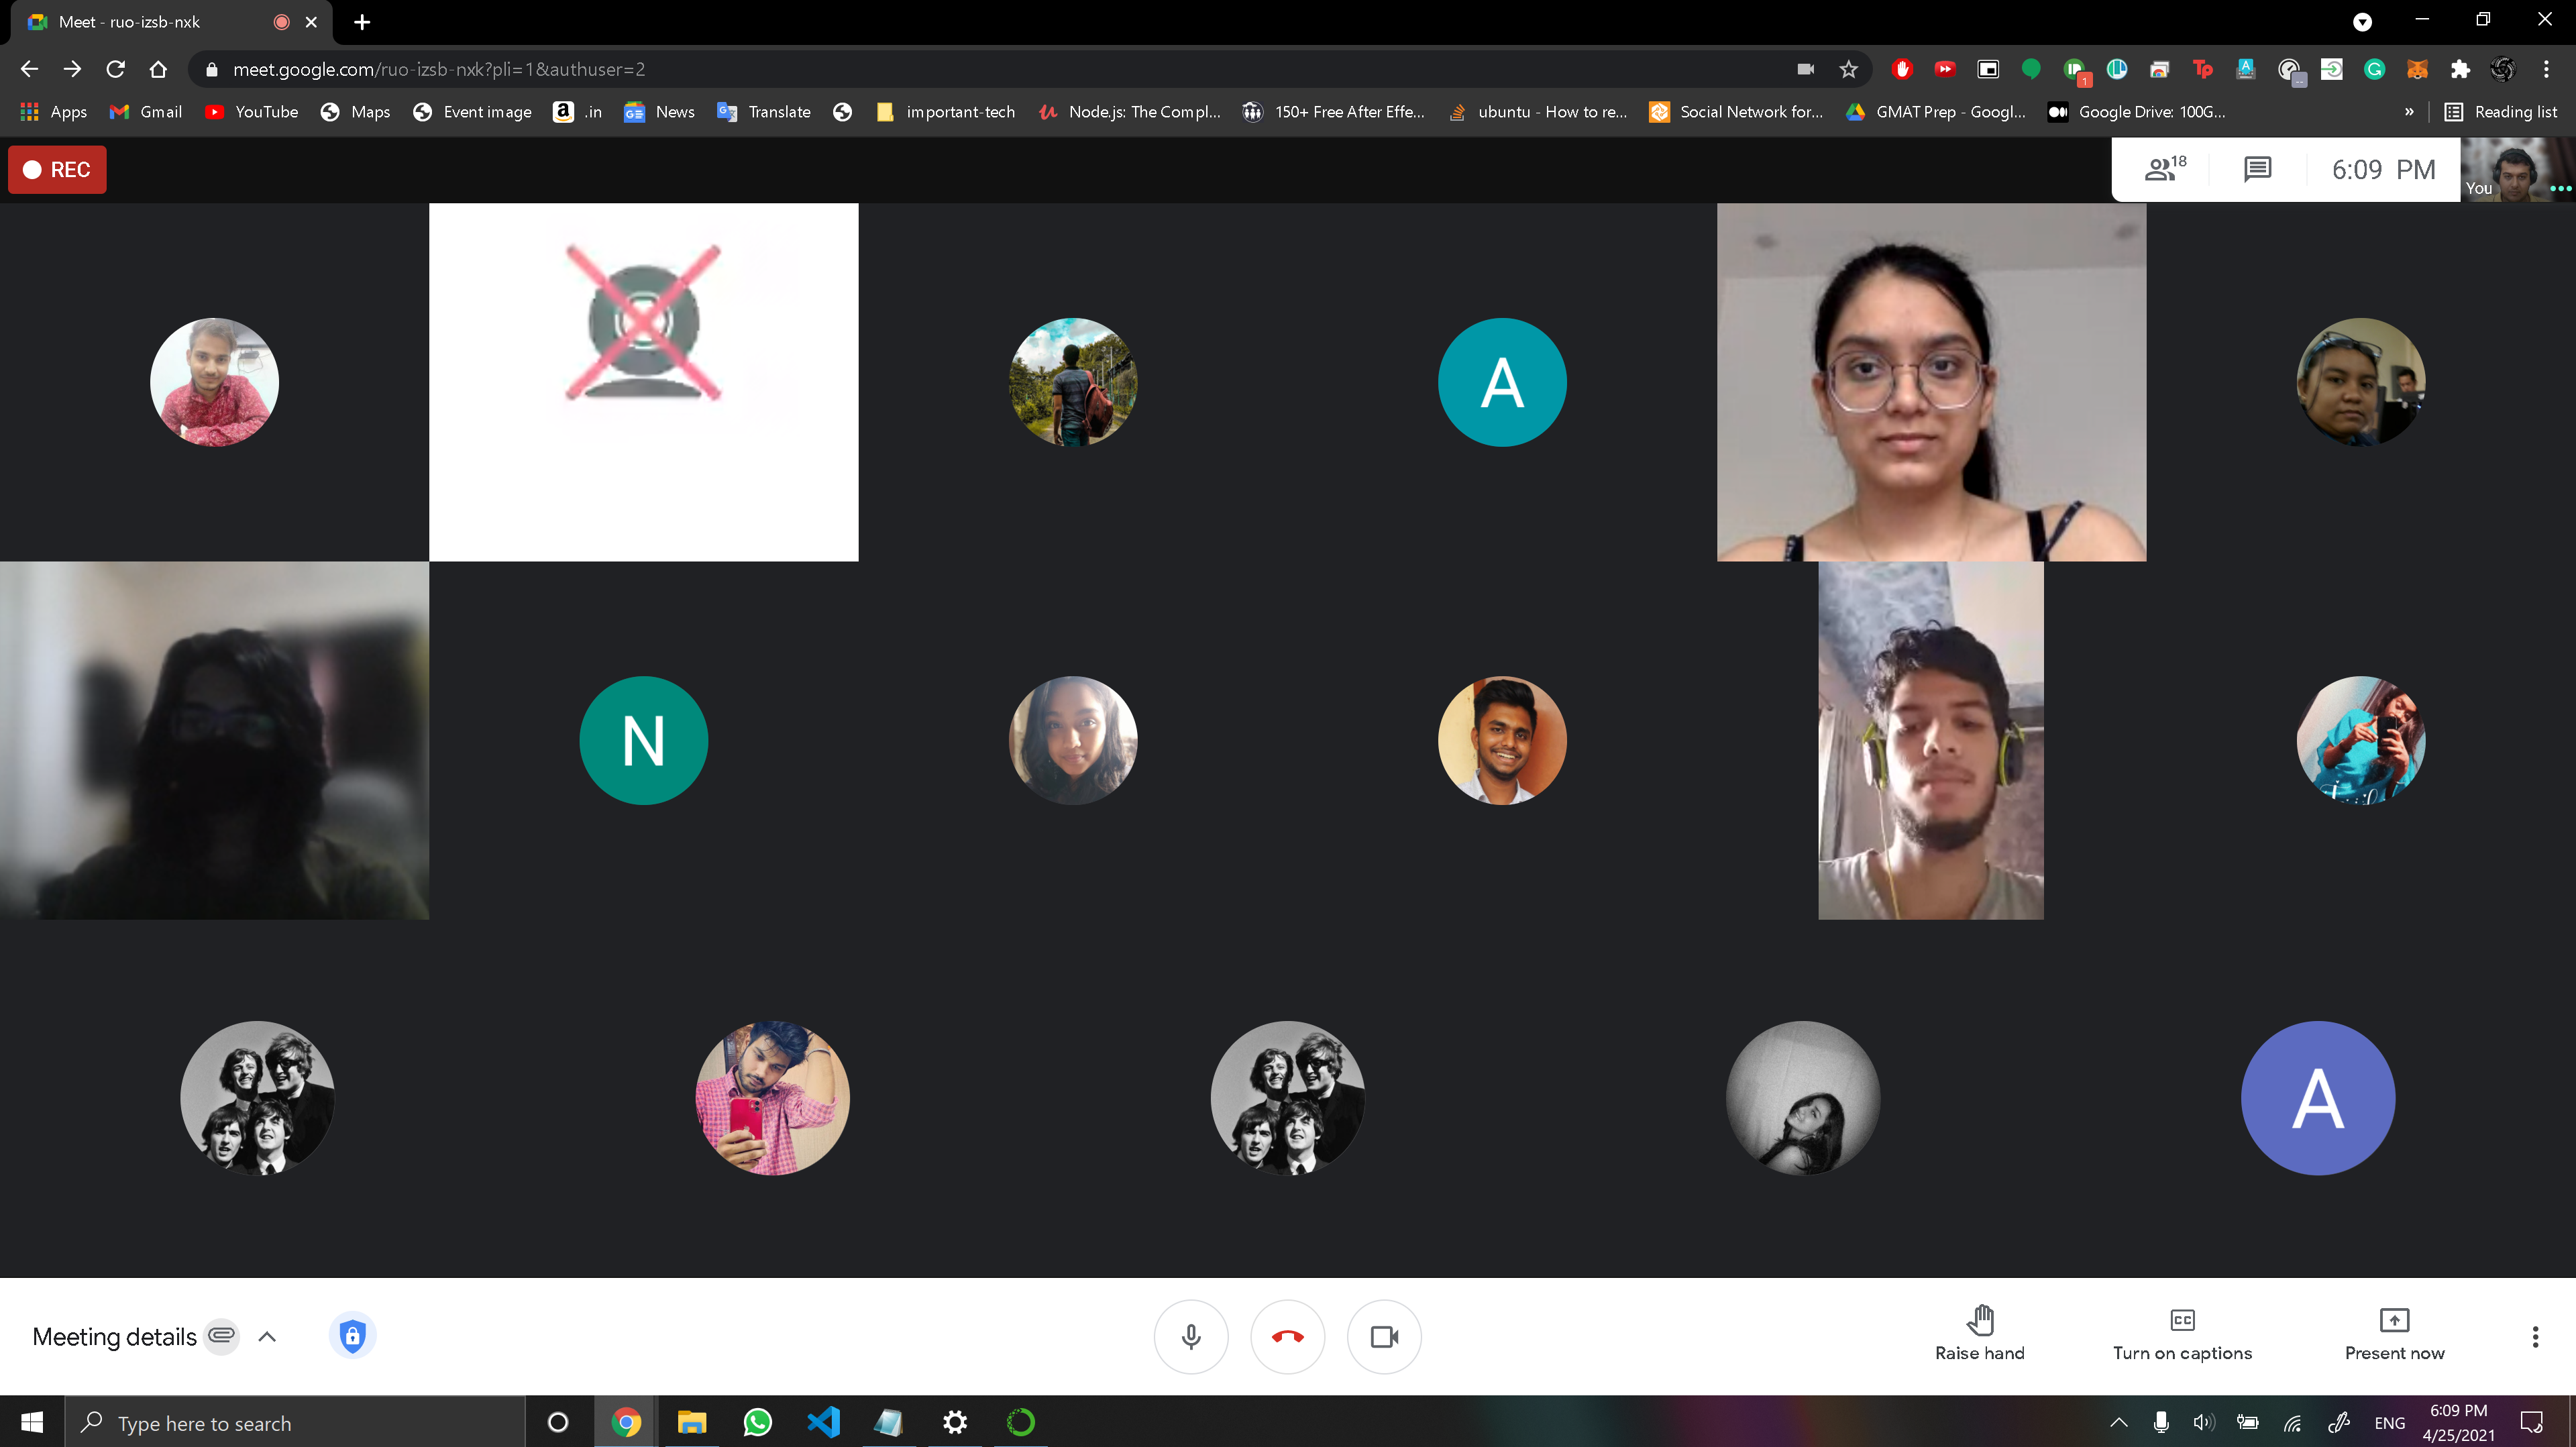 Meet - ruo-izsb-nxk
meet.google.com/ruo-izsb-nxk?pli=1&authuser=2
Apps Gmail YouTube Maps Event image .in News Translate important-tech Node.js: The Compl... 150+ Free After Effe... ubuntu - How to re... Social Network for... GMAT Prep - Googl... Google Drive: 100G... » Reading list
REC
18
6:09 PM
You
A
N
A
Meeting details
Raise hand
Turn on captions
Present now
Type here to search
ENG
6:09 PM
4/25/2021